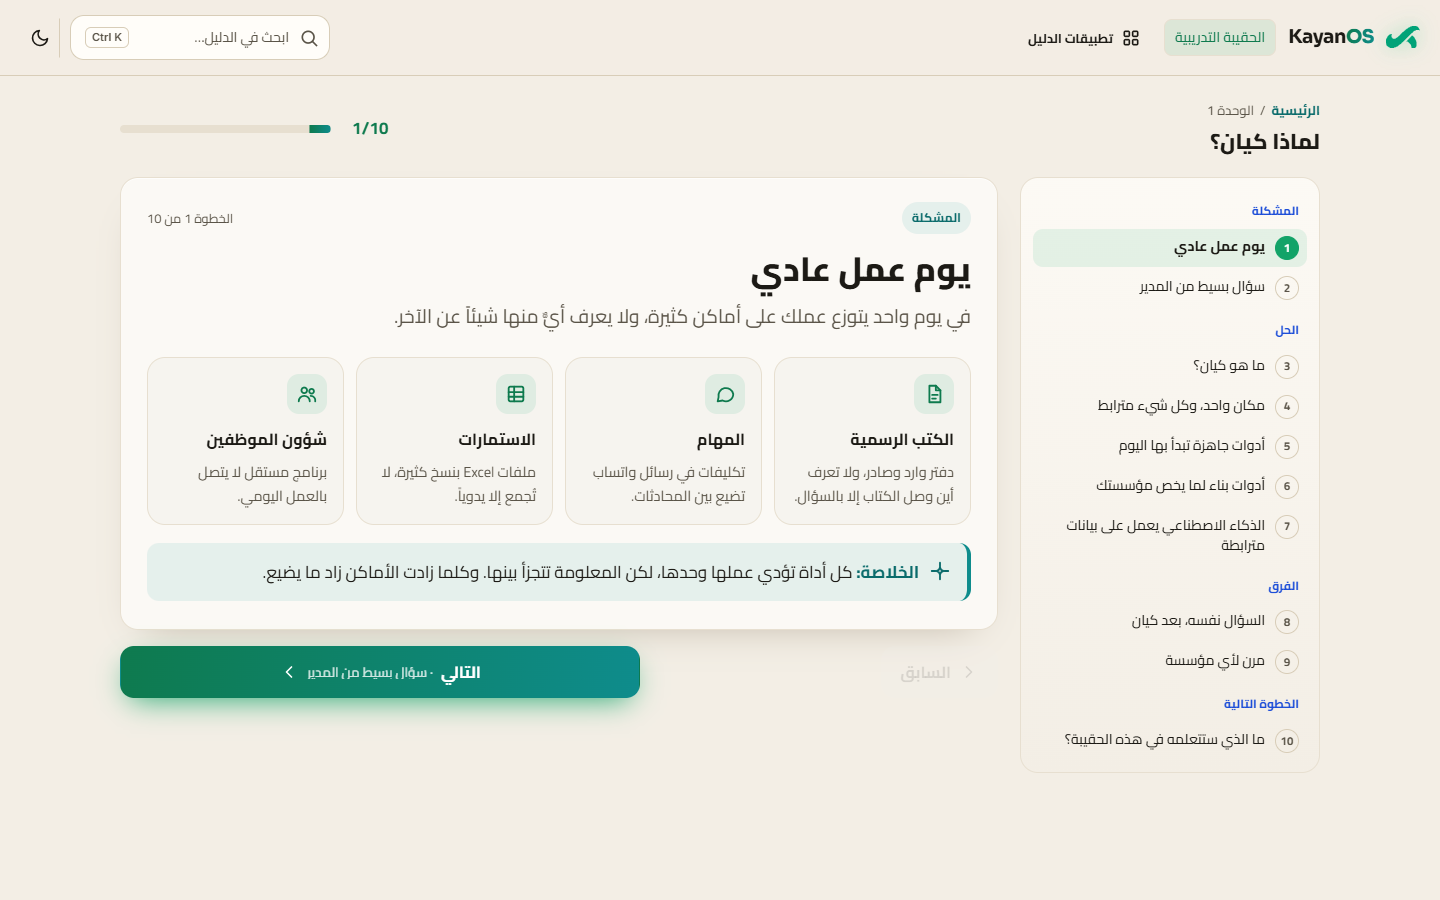 KayanOS
الحقيبة التدريبية
تطبيقات الدليل
ابحث في الدليل...
Ctrl K
الرئيسية / الوحدة 1
لماذا كيان؟
1/10
المشكلة
1 يوم عمل عادي
2 سؤال بسيط من المدير
الحل
3 ما هو كيان؟
4 مكان واحد، وكل شيء مترابط
5 أدوات جاهزة تبدأ بها اليوم
6 أدوات بناء لما يخص مؤسستك
7 الذكاء الاصطناعي يعمل على بيانات
مترابطة
الفرق
8 السؤال نفسه، بعد كيان
9 مرن لأي مؤسسة
الخطوة التالية
10 ما الذي ستتعلمه في هذه الحقيبة؟
المشكلة
الخطوة 1 من 10
يوم عمل عادي
في يوم واحد يتوزع عملك على أماكن كثيرة، ولا يعرف أيٌّ منها شيئاً عن الآخر.
الكتب الرسمية
دفتر وارد وصادر، ولا تعرف
أين وصل الكتاب إلا بالسؤال.
المهام
تكليفات في رسائل واتساب
تضيع بين المحادثات.
الاستمارات
ملفات Excel بنسخ كثيرة، لا
تُجمع إلا يدوياً.
شؤون الموظفين
برنامج مستقل لا يتصل
بالعمل اليومي.
الخلاصة: كل أداة تؤدي عملها وحدها، لكن المعلومة تتجزأ بينها. وكلما زادت الأماكن زاد ما يضيع.
السابق
التالي · سؤال بسيط من المدير